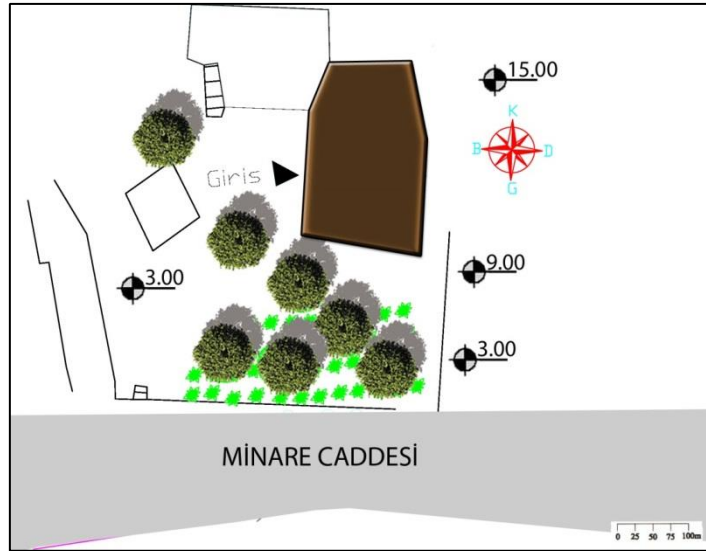 15.00
K
B
D
G
Giris
3.00
9.00
3.00
MİNARE CADDESİ
0 25 50 75 100m